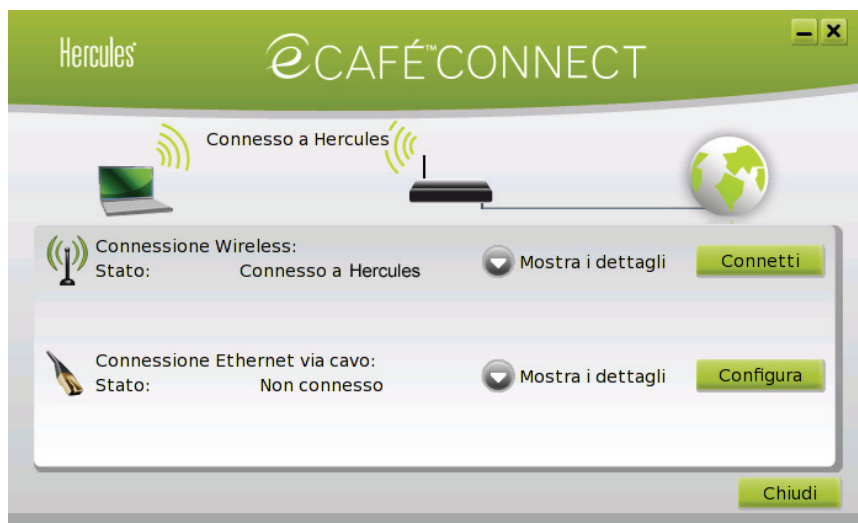 Hercules
eCAFÉ™CONNECT
Connesso a Hercules
Connessione Wireless:
Stato: Connesso a Hercules
Mostra i dettagli
Connetti
Connessione Ethernet via cavo:
Stato: Non connesso
Mostra i dettagli
Configura
Chiudi